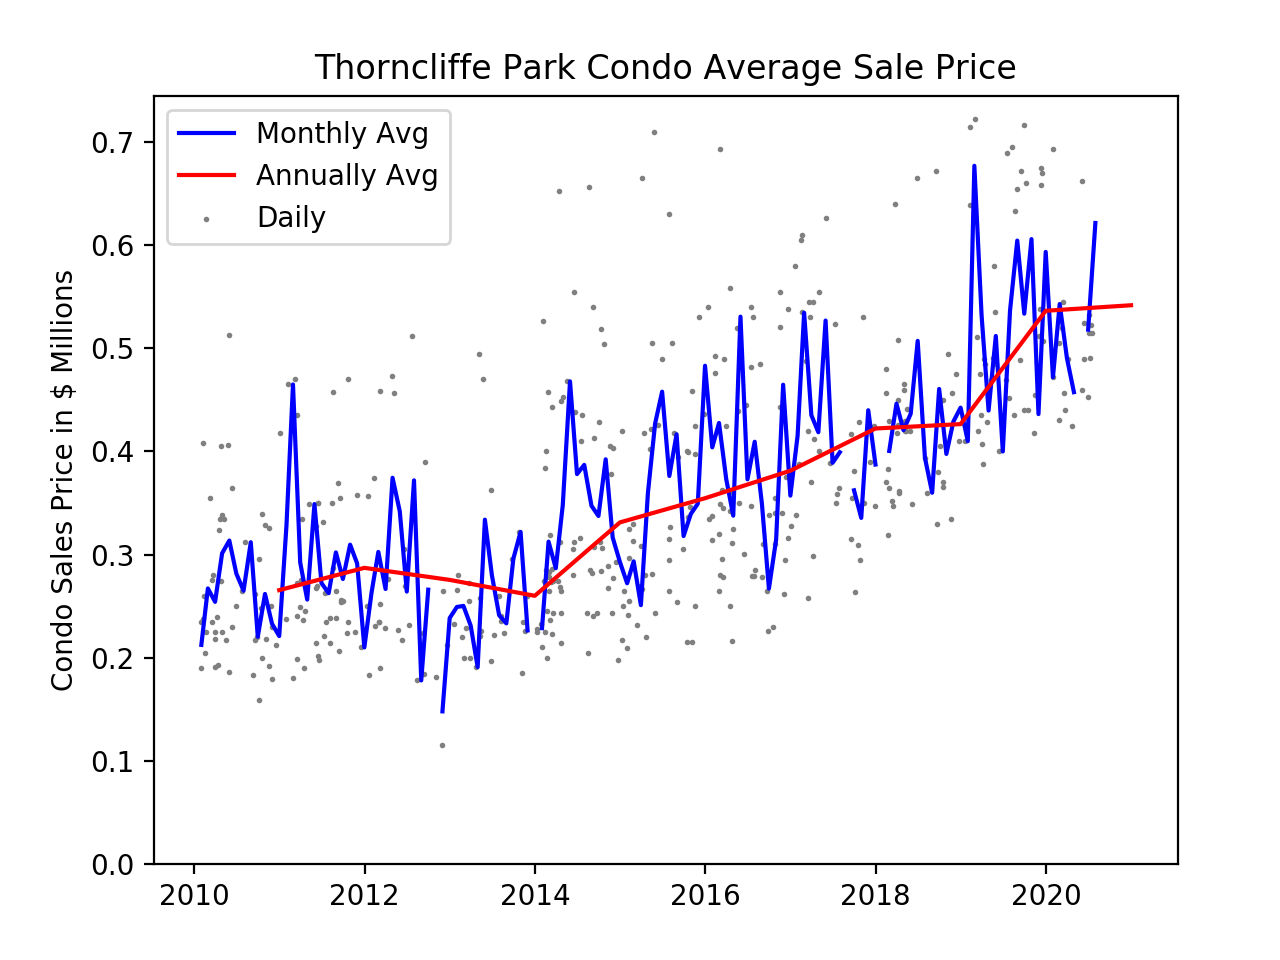 Thorncliffe Park Condo Average Sale Price
Monthly Avg
Annually Avg
Daily
Condo Sales Price in $ Millions
0.7
0.6
0.5
0.4
0.3
0.2
0.1
0.0
2010 2012 2014 2016 2018 2020